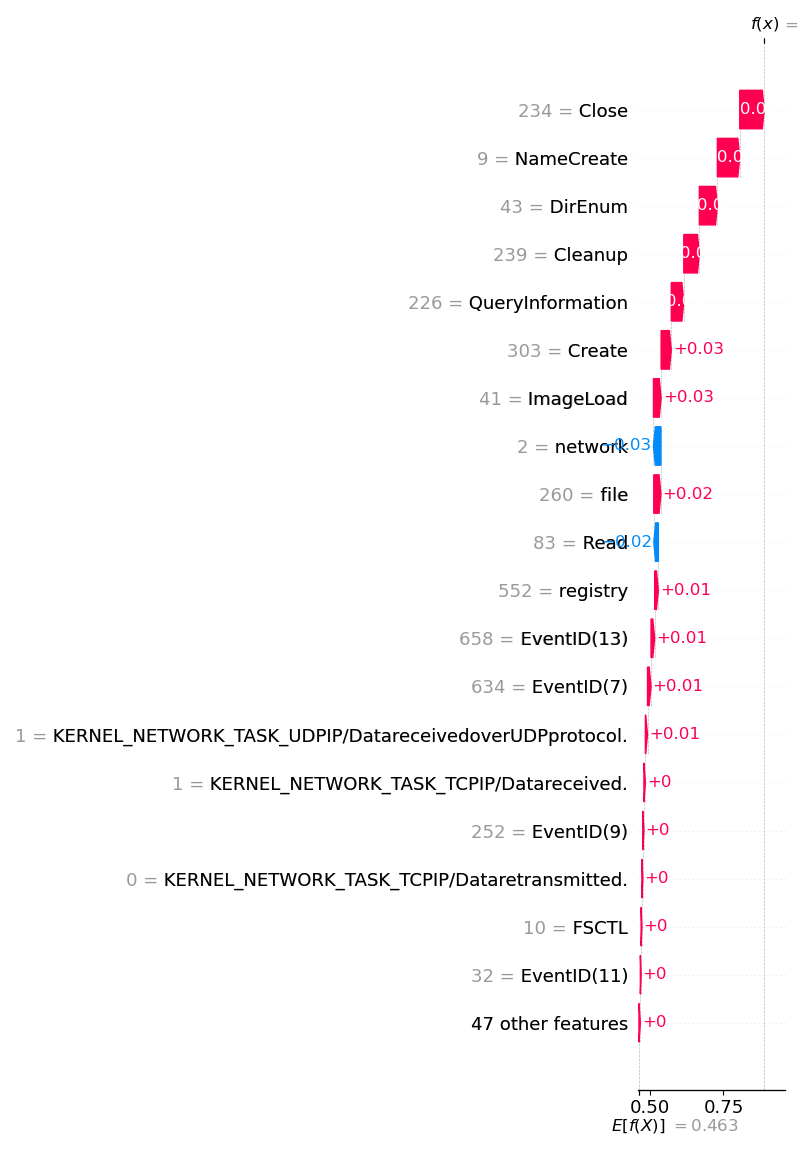 f(x) =
234 = Close
9 = NameCreate
43 = DirEnum
239 = Cleanup
226 = QueryInformation
303 = Create +0.03
41 = ImageLoad +0.03
2 = network −0.03
260 = file +0.02
83 = Read −0.02
552 = registry +0.01
658 = EventID(13) +0.01
634 = EventID(7) +0.01
1 = KERNEL_NETWORK_TASK_UDPIP/DatareceivedoverUDPprotocol. +0.01
1 = KERNEL_NETWORK_TASK_TCPIP/Datareceived. +0
252 = EventID(9) +0
0 = KERNEL_NETWORK_TASK_TCPIP/Dataretransmitted. +0
10 = FSCTL +0
32 = EventID(11) +0
47 other features +0
0.50 0.75
E[f(X)] = 0.463